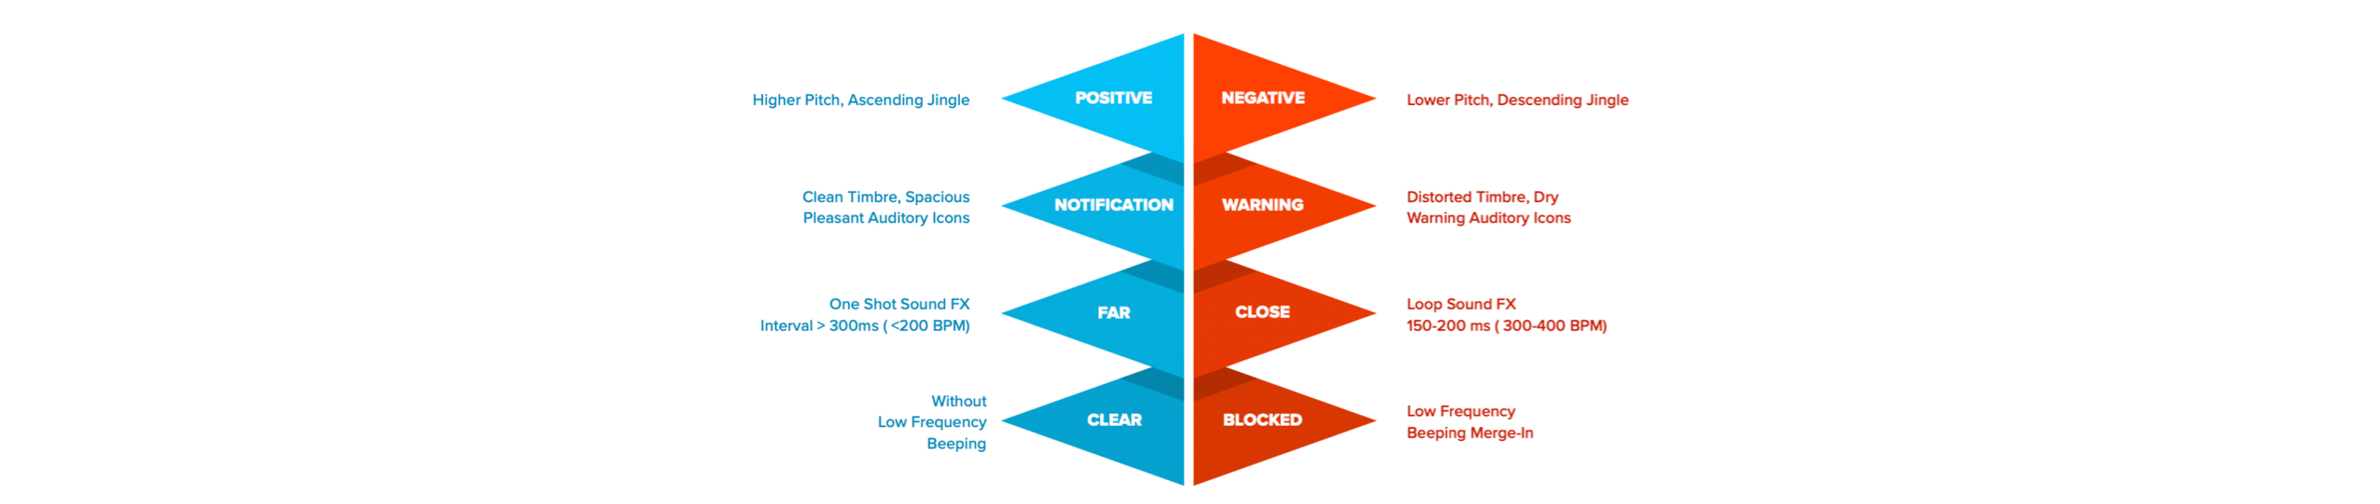 Higher Pitch, Ascending Jingle
POSITIVE
NEGATIVE
Lower Pitch, Descending Jingle
Clean Timbre, Spacious
Pleasant Auditory Icons
NOTIFICATION
WARNING
Distorted Timbre, Dry
Warning Auditory Icons
One Shot Sound FX
Interval > 300ms ( <200 BPM)
FAR
CLOSE
Loop Sound FX
150-200 ms ( 300-400 BPM)
Without
Low Frequency
Beeping
CLEAR
BLOCKED
Low Frequency
Beeping Merge-In